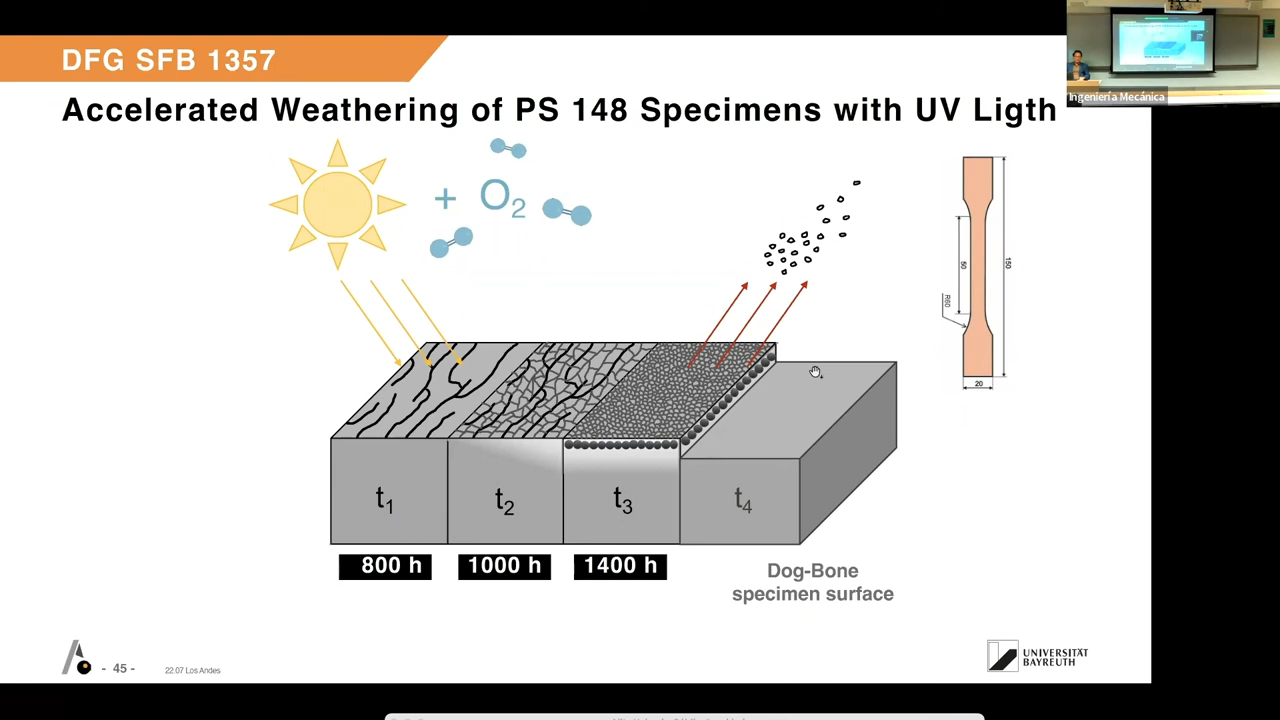 DFG SFB 1357
Accelerated Weathering of PS 148 Specimens with UV Ligth
Ingeniería Mecánica
+ O2
50
150
R60
20
t1
t2
t3
t4
800 h
1000 h
1400 h
Dog-Bone
specimen surface
- 45 -
22.07 Los Andes
UNIVERSITÄT
BAYREUTH